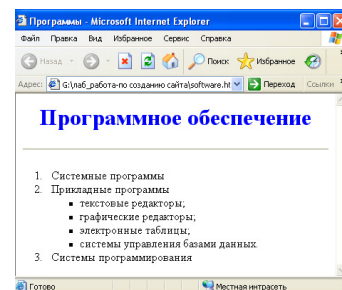 Программы - Microsoft Internet Explorer
Файл Правка Вид Избранное Сервис Справка
Назад Поиск Избранное
Адрес: G:\лаб_работа-по созданию сайта\software.ht Переход Ссылки
Программное обеспечение
1. Системные программы
2. Прикладные программы
▪ текстовые редакторы;
▪ графические редакторы;
▪ электронные таблицы;
▪ системы управления базами данных.
3. Системы программирования
Готово Местная интрасеть